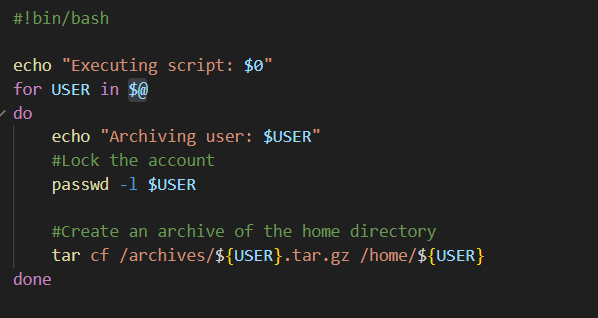 #!bin/bash
echo "Executing script: $0"
for USER in $@
do
echo "Archiving user: $USER"
#Lock the account
passwd -l $USER
#Create an archive of the home directory
tar cf /archives/${USER}.tar.gz /home/${USER}
done